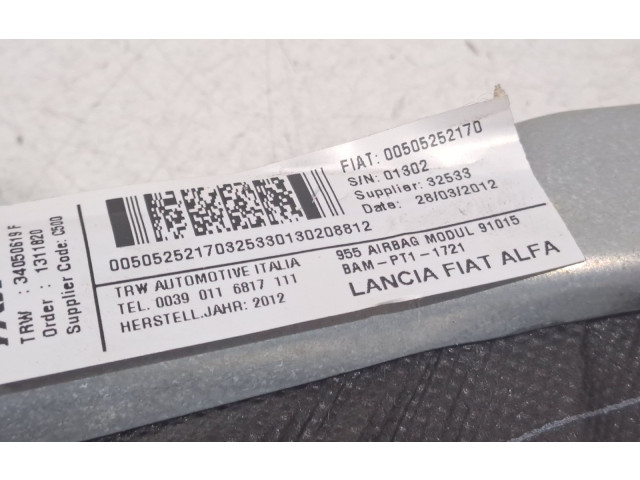 TRW : 34050619 F
Order : 1311820
Supplier Code: C500
FIAT: 00505252170
S/N: 01302
Supplier: 32533
Date: 28/03/2012
00505252170325330130208812
TRW AUTOMOTIVE ITALIA
TEL. 0039 011 6817 111
HERSTELL.JAHR: 2012
955 AIRBAG MODUL 91015
BAM-PT1-1721
LANCIA FIAT ALFA